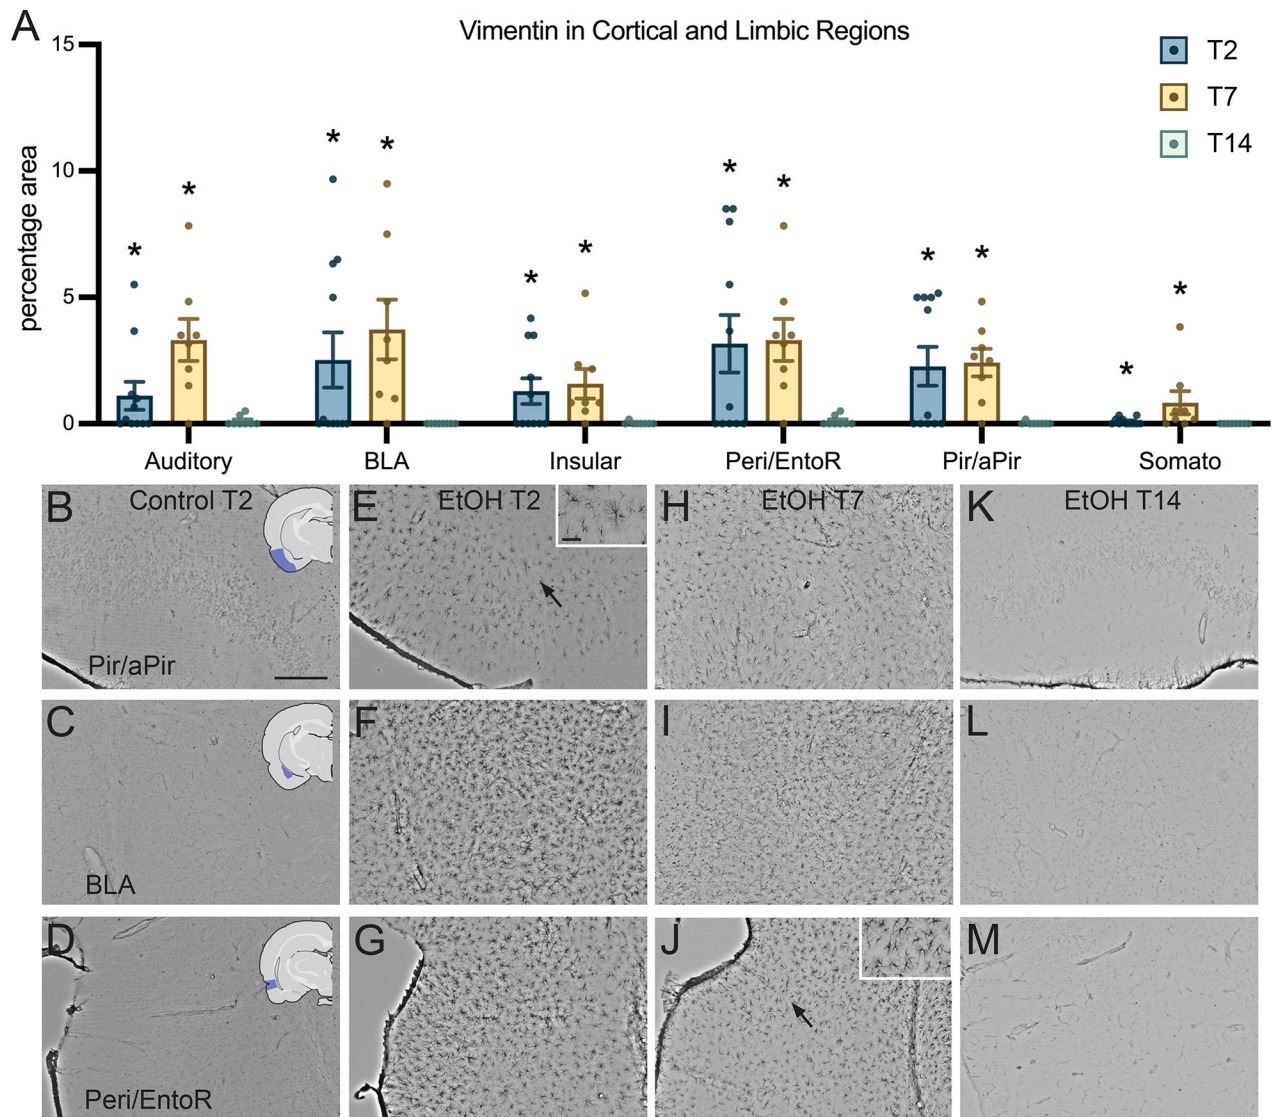 A
Vimentin in Cortical and Limbic Regions
T2
T7
T14
percentage area
15
10
5
0
* * * * * * * * * * * *
Auditory BLA Insular Peri/EntoR Pir/aPir Somato
B Control T2 E EtOH T2 H EtOH T7 K EtOH T14
Pir/aPir
C F I L
BLA
D G J M
Peri/EntoR